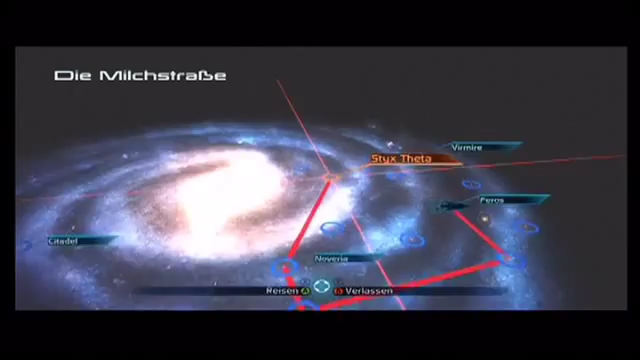 Die Milchstraße
Virmire
Styx Theta
Feros
Citadel
Noveria
Reisen A B Verlassen